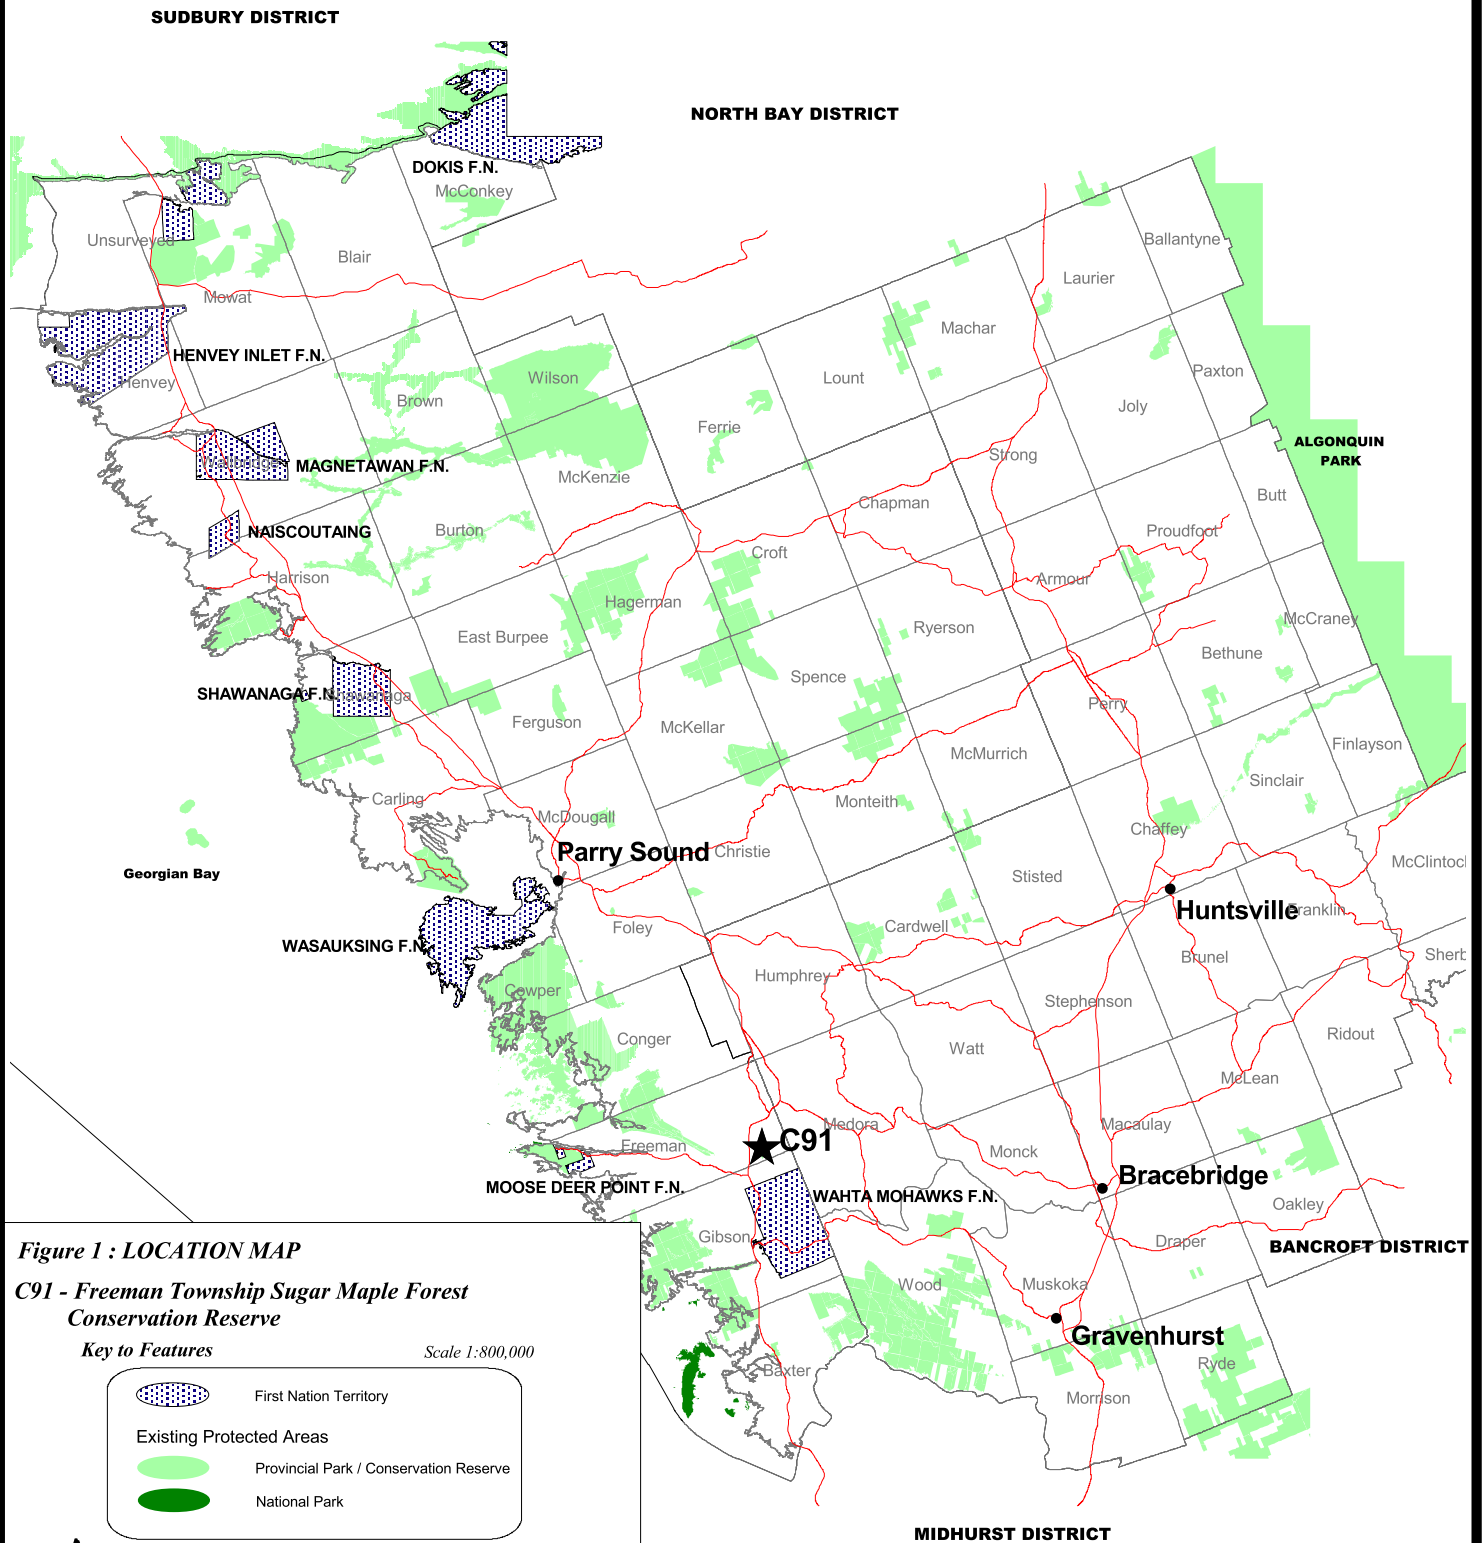 SUDBURY DISTRICT
NORTH BAY DISTRICT
DOKIS F.N.
McConkey
Unsurveyed
Blair
Ballantyne
Laurier
Mowat
Machar
HENVEY INLET F.N.
Henvey
Wilson
Lount
Paxton
Brown
Joly
Ferrie
ALGONQUIN
PARK
Strong
MAGNETAWAN F.N.
McKenzie
Butt
Chapman
NAISCOUTAING
Burton
Proudfoot
Croft
Harrison
Armour
Hagerman
McCraney
East Burpee
Ryerson
Bethune
Spence
SHAWANAGA F.N.
Shawanaga
Perry
Ferguson
McKellar
Finlayson
McMurrich
Sinclair
Carling
Monteith
McDougall
Chaffey
Parry Sound
Christie
McClintock
Georgian Bay
Stisted
Huntsville
Franklin
Foley
Cardwell
WASAUKSING F.N.
Brunel
Sherb
Humphrey
Cowper
Stephenson
Conger
Ridout
Watt
McLean
Medora
Macaulay
C91
Freeman
Monck
Bracebridge
MOOSE DEER POINT F.N.
WAHTA MOHAWKS F.N.
Oakley
Gibson
Draper
BANCROFT DISTRICT
Wood
Muskoka
Gravenhurst
Baxter
Ryde
Morrison
Figure 1 : LOCATION MAP
C91 - Freeman Township Sugar Maple Forest
Conservation Reserve
Key to Features
Scale 1:800,000
First Nation Territory
Existing Protected Areas
Provincial Park / Conservation Reserve
National Park
MIDHURST DISTRICT